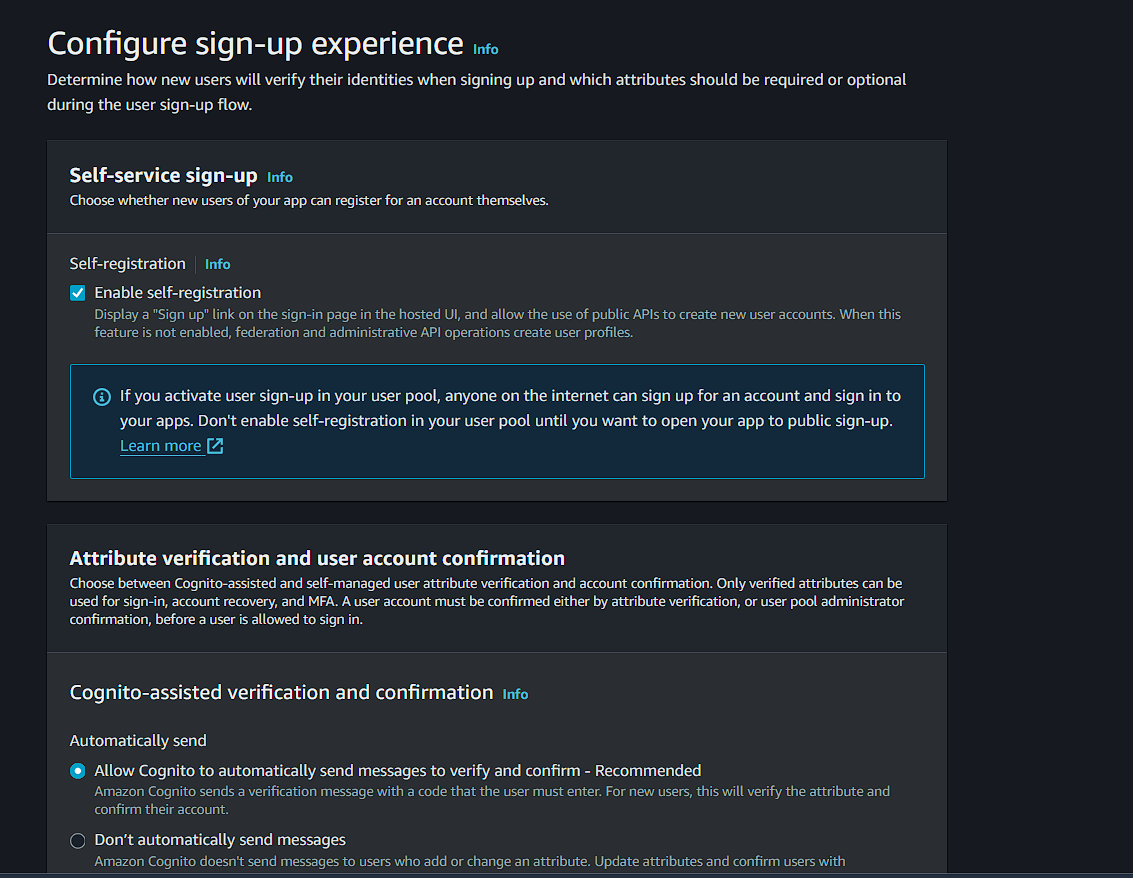 Configure sign-up experience Info
Determine how new users will verify their identities when signing up and which attributes should be required or optional
during the user sign-up flow.
Self-service sign-up Info
Choose whether new users of your app can register for an account themselves.
Self-registration Info
Enable self-registration
Display a "Sign up" link on the sign-in page in the hosted UI, and allow the use of public APIs to create new user accounts. When this
feature is not enabled, federation and administrative API operations create user profiles.
If you activate user sign-up in your user pool, anyone on the internet can sign up for an account and sign in to
your apps. Don't enable self-registration in your user pool until you want to open your app to public sign-up.
Learn more
Attribute verification and user account confirmation
Choose between Cognito-assisted and self-managed user attribute verification and account confirmation. Only verified attributes can be
used for sign-in, account recovery, and MFA. A user account must be confirmed either by attribute verification, or user pool administrator
confirmation, before a user is allowed to sign in.
Cognito-assisted verification and confirmation Info
Automatically send
Allow Cognito to automatically send messages to verify and confirm - Recommended
Amazon Cognito sends a verification message with a code that the user must enter. For new users, this will verify the attribute and
confirm their account.
Don’t automatically send messages
Amazon Cognito doesn't send messages to users who add or change an attribute. Update attributes and confirm users with